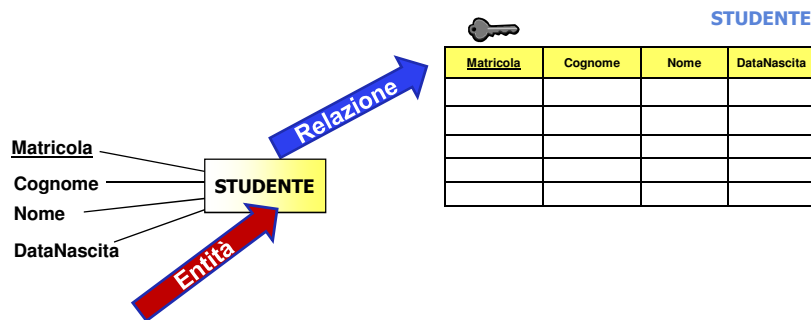 STUDENTE
Matricola Cognome Nome DataNascita
Relazione
Matricola
Cognome
Nome
DataNascita
STUDENTE
Entità